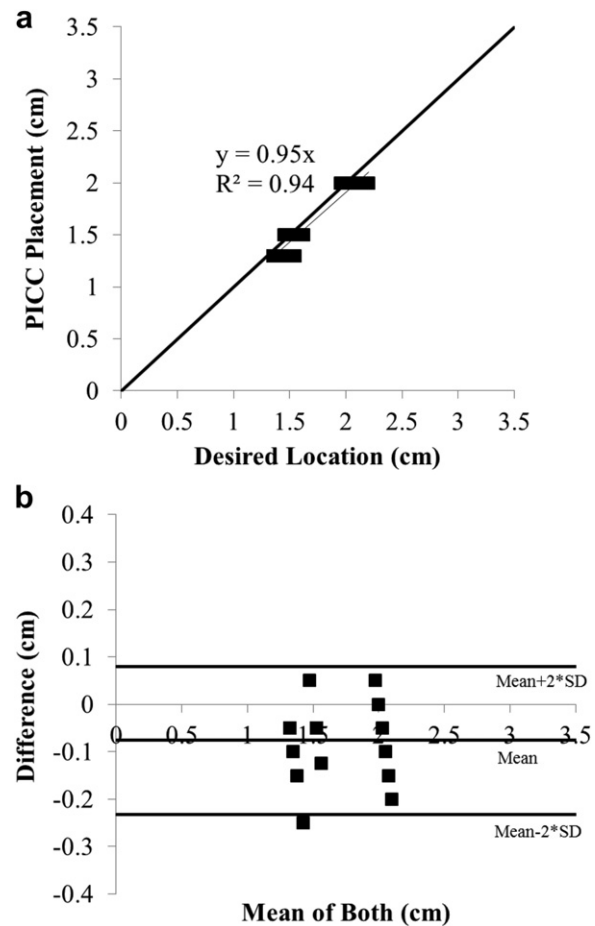 a
3.5
3
2.5
2
1.5
1
0.5
0
y = 0.95x
R² = 0.94
PICC Placement (cm)
0 0.5 1 1.5 2 2.5 3 3.5
Desired Location (cm)
b
0.4
0.3
0.2
0.1
0
-0.1
-0.2
-0.3
-0.4
Difference (cm)
Mean+2*SD
0 0.5 1 1.5 2 2.5 3 3.5
Mean
Mean-2*SD
Mean of Both (cm)